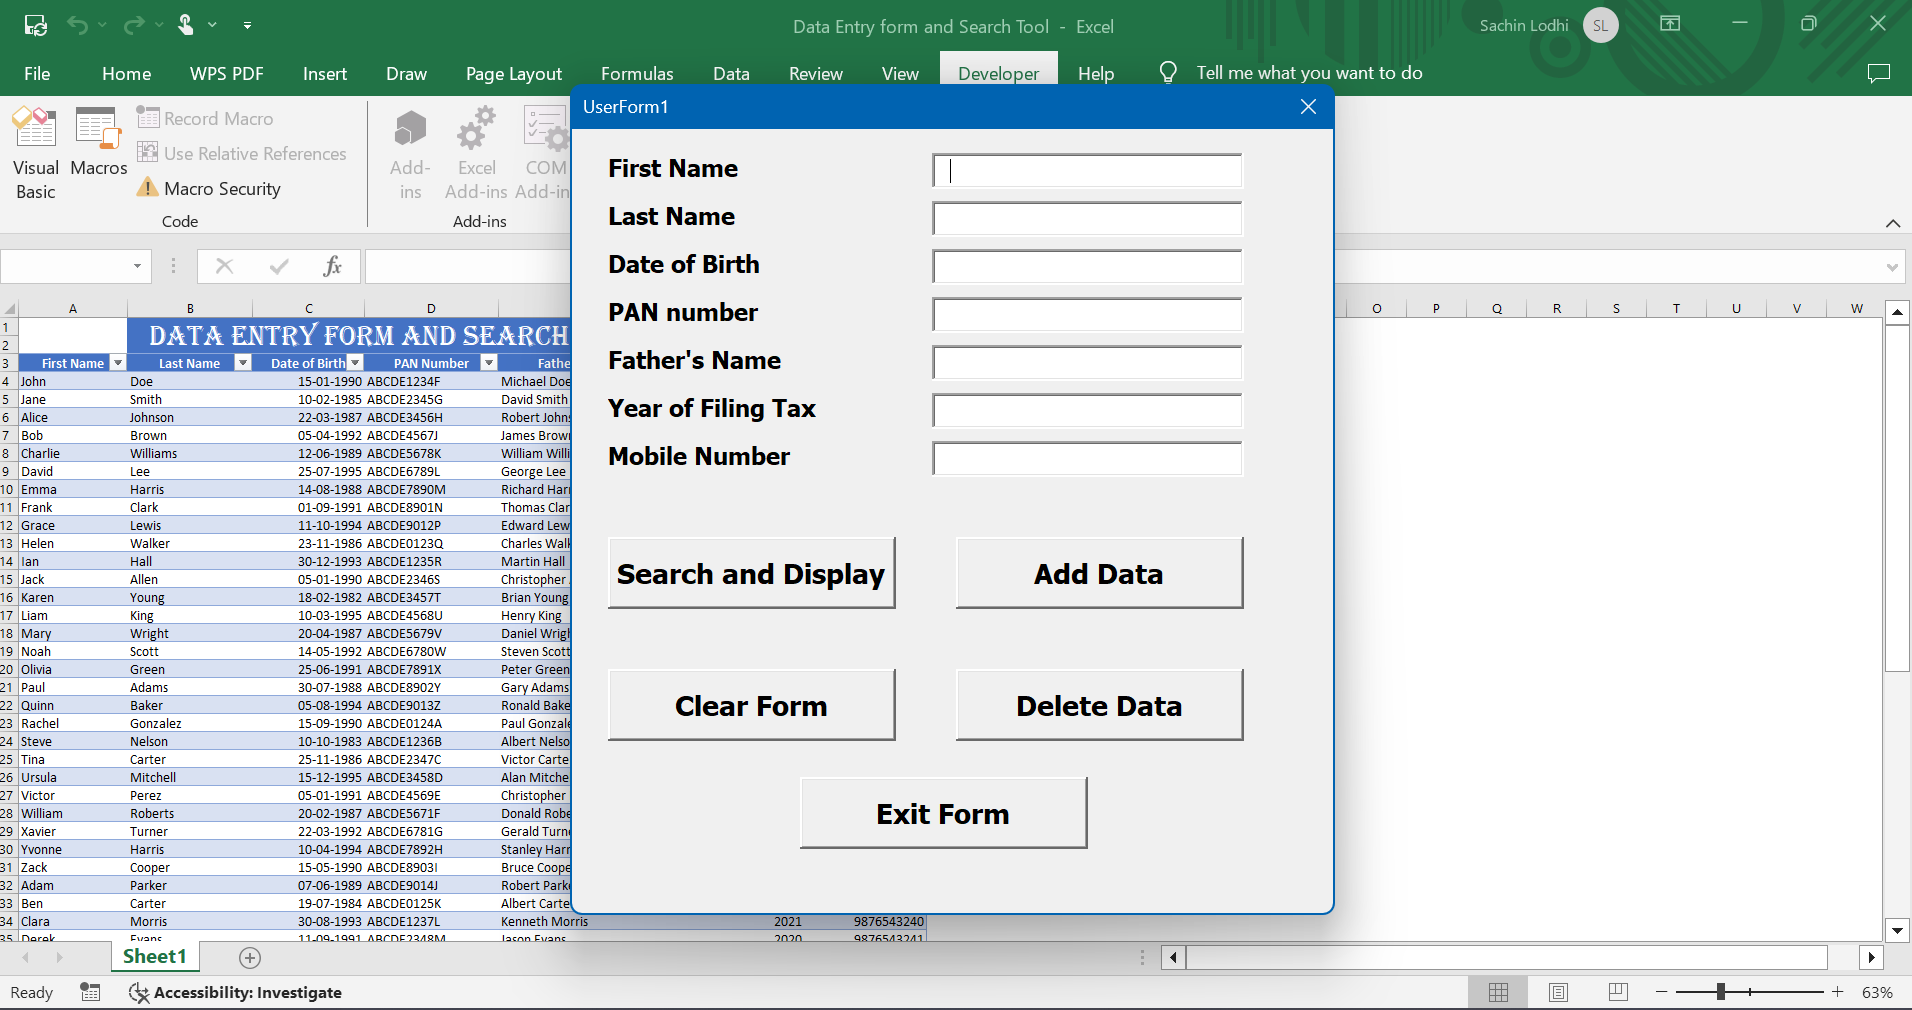 Data Entry form and Search Tool - Excel
Sachin Lodhi SL
File Home WPS PDF Insert Draw Page Layout Formulas Data Review View Developer Help Tell me what you want to do
Visual Basic
Macros
Record Macro
Use Relative References
Macro Security
Code
Add-ins
Excel Add-ins
COM Add-in
Add-ins
fx
A B C D O P Q R S T U V W
1 DATA ENTRY FORM AND SEARCH
2
3 First Name Last Name Date of Birth PAN Number Fathe
4 John Doe 15-01-1990 ABCDE1234F Michael Doe
5 Jane Smith 10-02-1985 ABCDE2345G David Smith
6 Alice Johnson 22-03-1987 ABCDE3456H Robert Johns
7 Bob Brown 05-04-1992 ABCDE4567J James Brow
8 Charlie Williams 12-06-1989 ABCDE5678K William Willi
9 David Lee 25-07-1995 ABCDE6789L George Lee
10 Emma Harris 14-08-1988 ABCDE7890M Richard Harr
11 Frank Clark 01-09-1991 ABCDE8901N Thomas Clar
12 Grace Lewis 11-10-1994 ABCDE9012P Edward Lew
13 Helen Walker 23-11-1986 ABCDE0123Q Charles Walk
14 Ian Hall 30-12-1993 ABCDE1235R Martin Hall
15 Jack Allen 05-01-1990 ABCDE2346S Christopher
16 Karen Young 18-02-1982 ABCDE3457T Brian Young
17 Liam King 10-03-1995 ABCDE4568U Henry King
18 Mary Wright 20-04-1987 ABCDE5679V Daniel Wrigh
19 Noah Scott 14-05-1992 ABCDE6780W Steven Scott
20 Olivia Green 25-06-1991 ABCDE7891X Peter Green
21 Paul Adams 30-07-1988 ABCDE8902Y Gary Adams
22 Quinn Baker 05-08-1994 ABCDE9013Z Ronald Bake
23 Rachel Gonzalez 15-09-1990 ABCDE0124A Paul Gonzale
24 Steve Nelson 10-10-1983 ABCDE1236B Albert Nelso
25 Tina Carter 25-11-1986 ABCDE2347C Victor Carte
26 Ursula Mitchell 15-12-1995 ABCDE3458D Alan Mitche
27 Victor Perez 05-01-1991 ABCDE4569E Christopher
28 William Roberts 20-02-1987 ABCDE5671F Donald Robe
29 Xavier Turner 22-03-1992 ABCDE6781G Gerald Turne
30 Yvonne Harris 10-04-1994 ABCDE7892H Stanley Harr
31 Zack Cooper 15-05-1990 ABCDE8903I Bruce Coope
32 Adam Parker 07-06-1989 ABCDE9014J Robert Park
33 Ben Carter 19-07-1984 ABCDE0125K Albert Carte
34 Clara Morris 30-08-1993 ABCDE1237L Kenneth Morris 2021 9876543240
35 Derek Evans 11-09-1991 ABCDE2348M Jason Evans 2020 9876543241
UserForm1
First Name
Last Name
Date of Birth
PAN number
Father's Name
Year of Filing Tax
Mobile Number
Search and Display
Add Data
Clear Form
Delete Data
Exit Form
Sheet1
Ready Accessibility: Investigate 63%